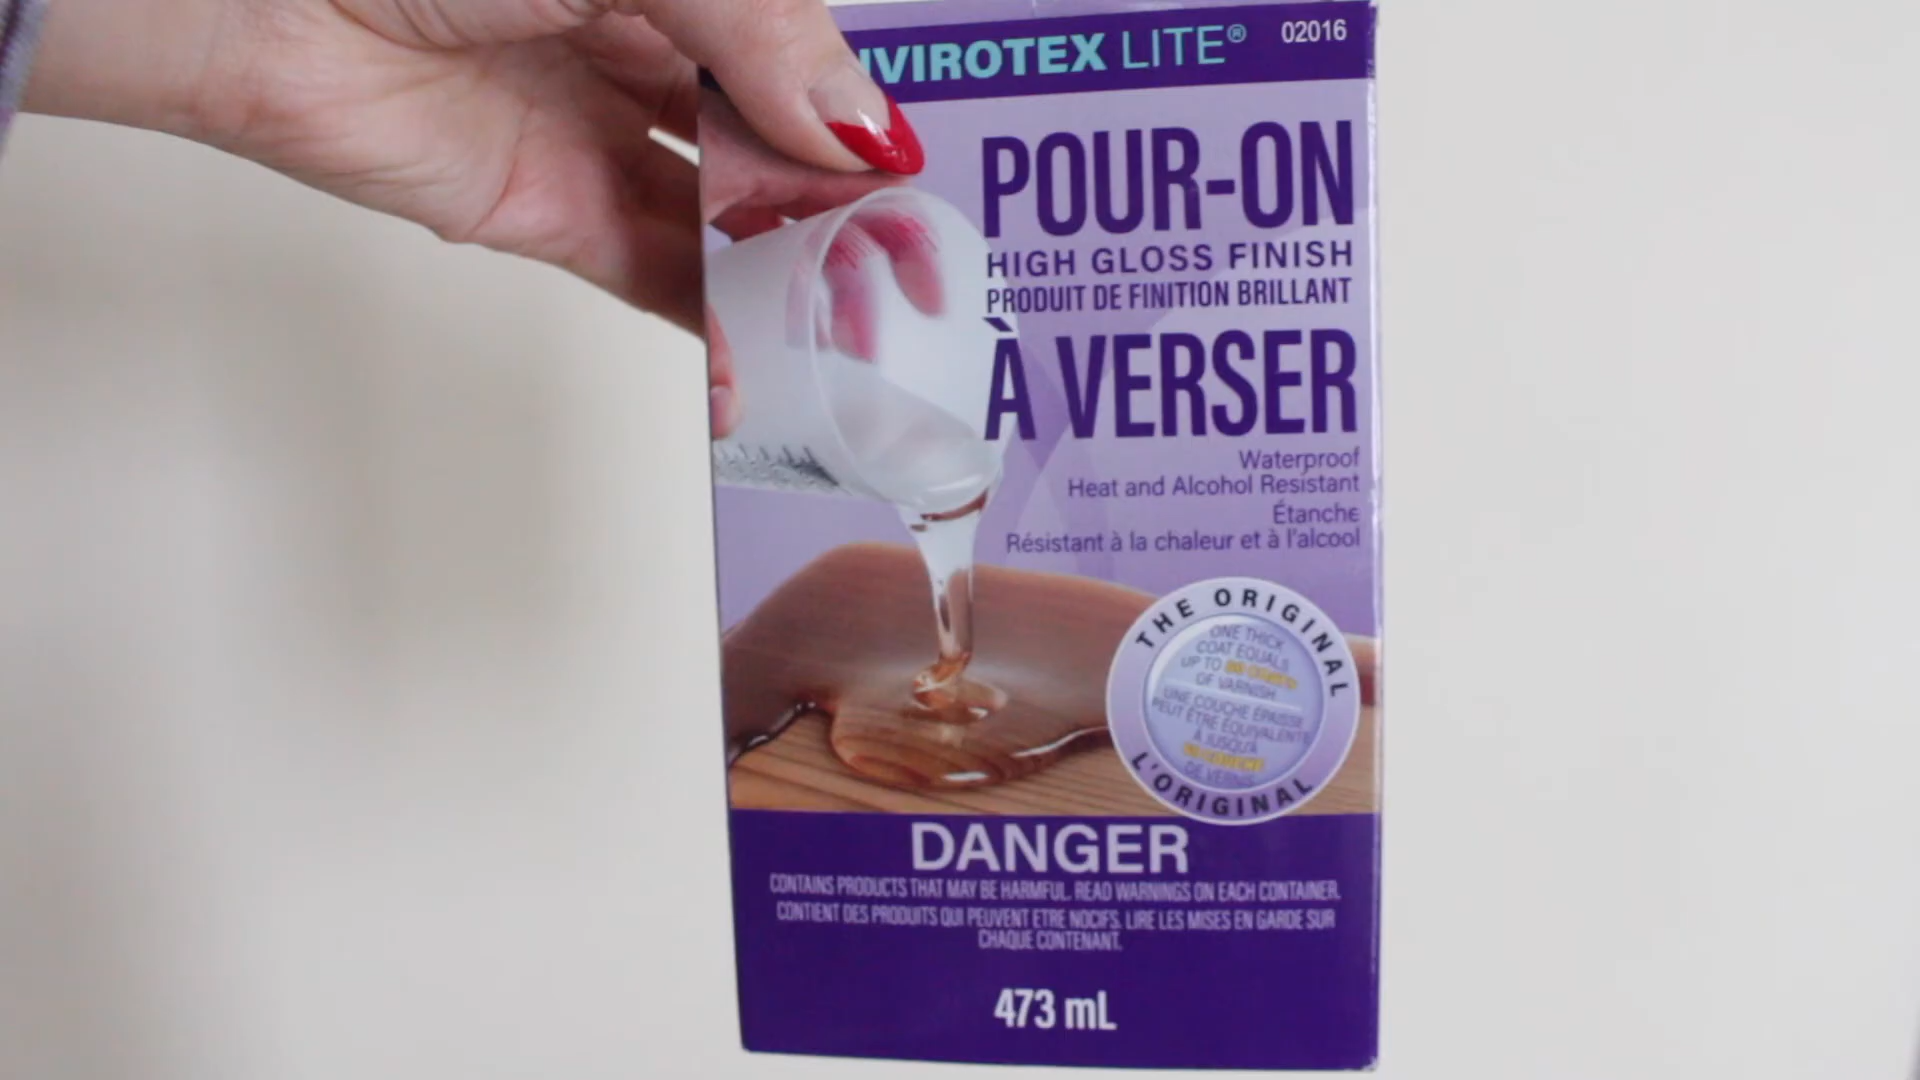 NVIROTEX LITE® 02016
POUR-ON
HIGH GLOSS FINISH
PRODUIT DE FINITION BRILLANT
À VERSER
Waterproof
Heat and Alcohol Resistant
Étanche
Résistant à la chaleur et à l'alcool
THE ORIGINAL
ONE THICK
COAT EQUALS
UP TO
OF VARNISH
UNE COUCHE ÉPAISSE
PEUT ÊTRE ÉQUIVALENTE
À JUSQU'À
DE VERNIS
L'ORIGINAL
DANGER
CONTAINS PRODUCTS THAT MAY BE HARMFUL. READ WARNINGS ON EACH CONTAINER.
CONTIENT DES PRODUITS QUI PEUVENT ETRE NOCIFS. LIRE LES MISES EN GARDE SUR
CHAQUE CONTENANT.
473 mL